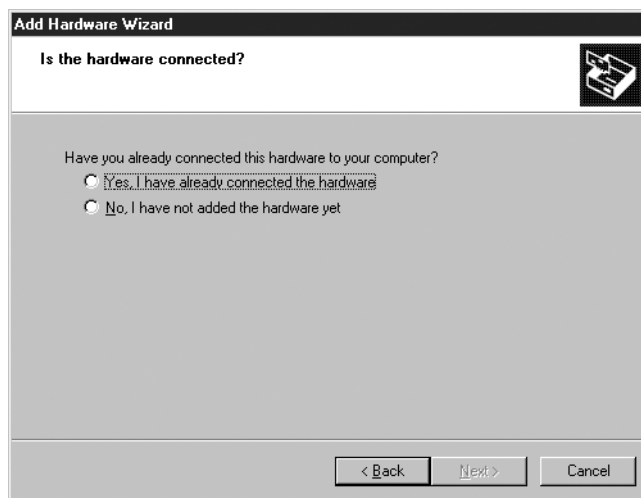 Add Hardware Wizard
Is the hardware connected?
Have you already connected this hardware to your computer?
Yes, I have already connected the hardware
No, I have not added the hardware yet
< Back
Next >
Cancel